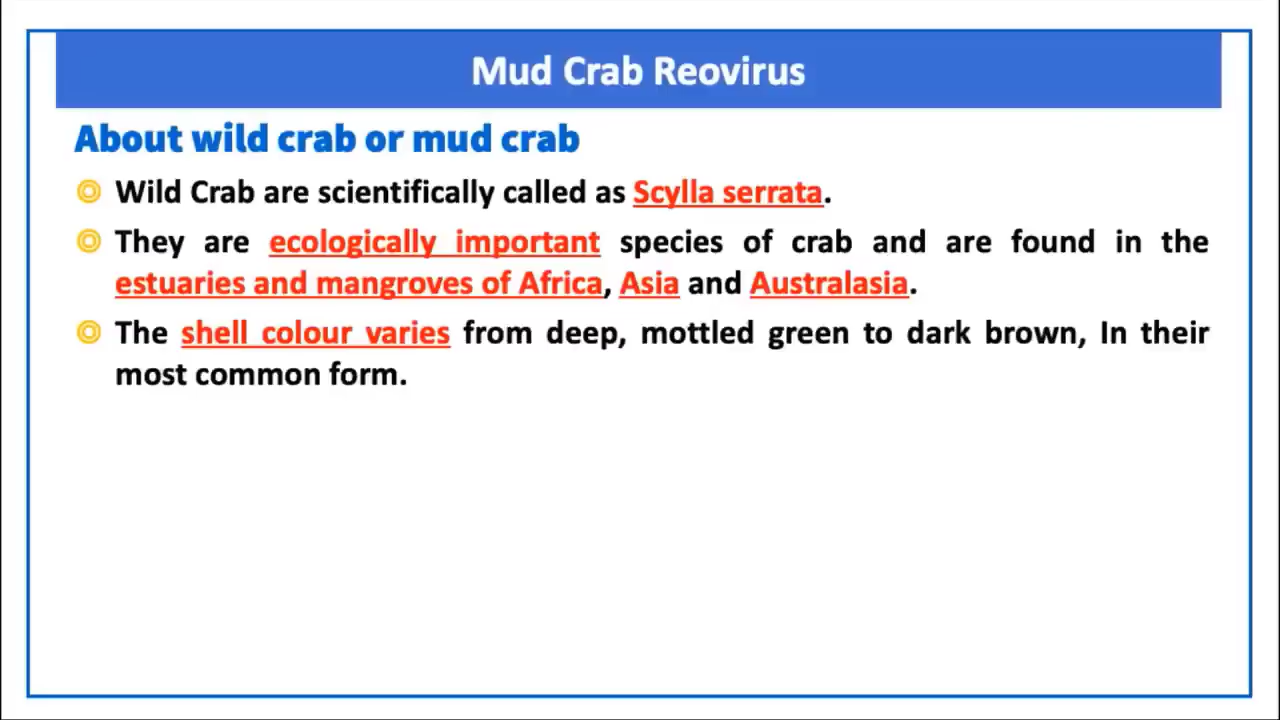 Mud Crab Reovirus
About wild crab or mud crab
Wild Crab are scientifically called as Scylla serrata.
They are ecologically important species of crab and are found in the
estuaries and mangroves of Africa, Asia and Australasia.
The shell colour varies from deep, mottled green to dark brown, In their
most common form.